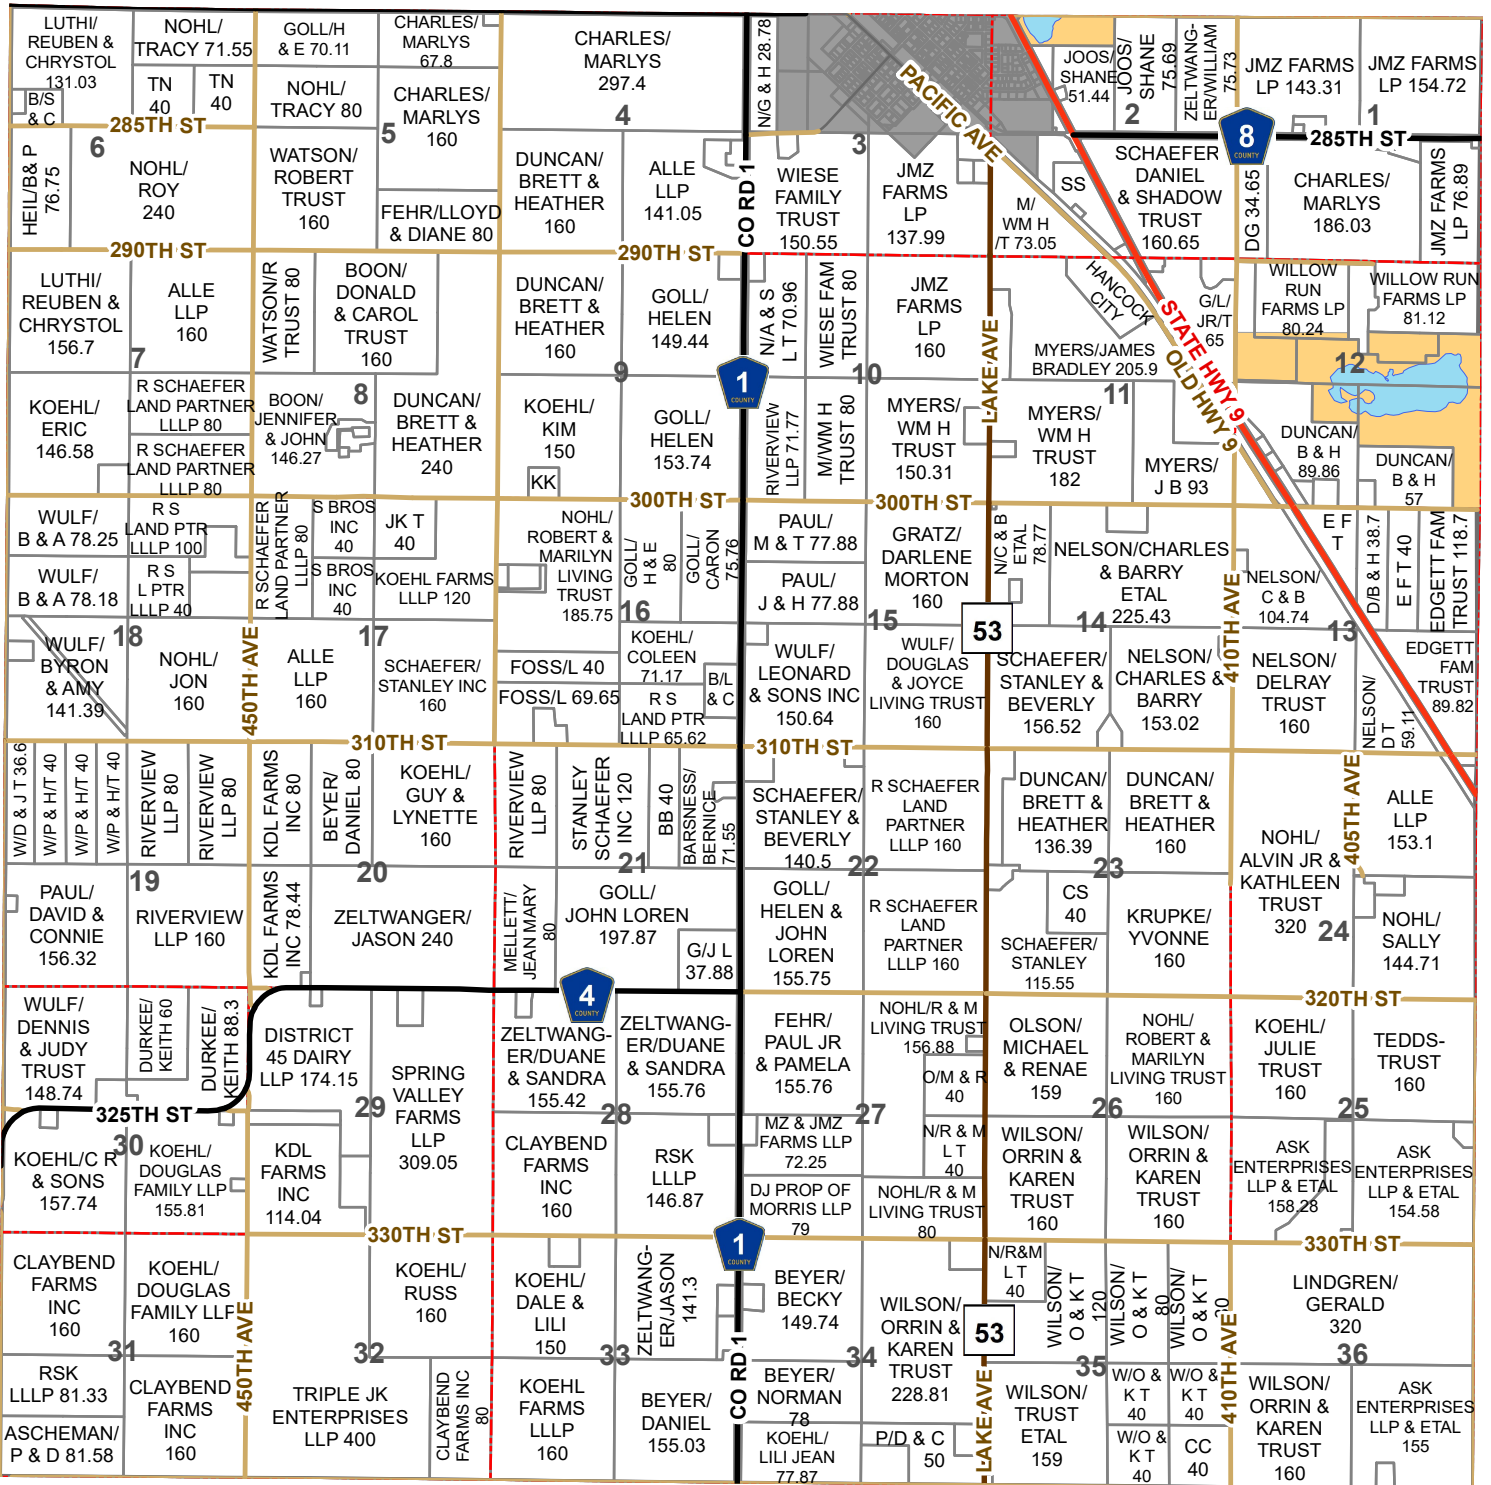 LUTHI/
REUBEN &
CHRYSTOL
131.03
B/S
& C
NOHL/
TRACY 71.55
TN
40
TN
40
GOLL/H
& E 70.11
NOHL/
TRACY 80
CHARLES/
MARLYS
67.8
CHARLES/
MARLYS
160
CHARLES/
MARLYS
297.4
4
N/G & H 28.78
PACIFIC AVE
JOOS/
SHANE
51.44
JOOS/
SHANE
75.69
2
ZELTWANG-
ER/WILLIAM
75.73
JMZ FARMS
LP 143.31
JMZ FARMS
LP 154.72
1
8
COUNTY
285TH ST
285TH ST
6
5
3
HEIL/B& P
76.75
NOHL/
ROY
240
WATSON/
ROBERT
TRUST
160
FEHR/LLOYD
& DIANE 80
DUNCAN/
BRETT &
HEATHER
160
ALLE
LLP
141.05
CO RD 1
WIESE
FAMILY
TRUST
150.55
JMZ
FARMS
LP
137.99
M/
WM H
/T 73.05
SS
SCHAEFER
DANIEL
& SHADOW
TRUST
160.65
DG 34.65
CHARLES/
MARLYS
186.03
JMZ FARMS
LP 76.89
290TH ST
290TH ST
LUTHI/
REUBEN &
CHRYSTOL
156.7
7
ALLE
LLP
160
WATSON/R
TRUST 80
BOON/
DONALD
& CAROL
TRUST
160
DUNCAN/
BRETT &
HEATHER
160
9
GOLL/
HELEN
149.44
N/A & S
L T 70.96
WIESE FAM
TRUST 80
JMZ
FARMS
LP
160
10
LAKE AVE
HANCOCK
CITY
MYERS/JAMES
BRADLEY 205.9
G/L/
JR/T
65
STATE HWY 9
OLD HWY 9
WILLOW
RUN
FARMS LP
80.24
WILLOW RUN
FARMS LP
81.12
12
1
COUNTY
KOEHL/
ERIC
146.58
R SCHAEFER
LAND PARTNER
LLLP 80
R SCHAEFER
LAND PARTNER
LLLP 80
BOON/
JENNIFER
& JOHN
146.27
8
DUNCAN/
BRETT &
HEATHER
240
KOEHL/
KIM
150
KK
GOLL/
HELEN
153.74
RIVERVIEW
LLP 71.77
M/WM H
TRUST 80
MYERS/
WM H
TRUST
150.31
MYERS/
WM H
TRUST
182
11
MYERS/
J B 93
DUNCAN/
B & H
89.86
DUNCAN/
B & H
57
300TH ST
300TH ST
WULF/
B & A 78.25
R S
LAND PTR
LLLP 100
WULF/
B & A 78.18
R S
L PTR
LLLP 40
R SCHAEFER
LAND PARTNER
LLLP 80
S BROS
INC
40
S BROS
INC
40
JK T
40
KOEHL FARMS
LLLP 120
NOHL/
ROBERT &
MARILYN
LIVING
TRUST
185.75
GOLL/
H & E
80
GOLL/
CARON
75.76
16
PAUL/
M & T 77.88
PAUL/
J & H 77.88
GRATZ/
DARLENE
MORTON
160
15
N/C & B
ETAL
78.77
53
NELSON/CHARLES
& BARRY
ETAL
225.43
14
410TH AVE
NELSON/
C & B
104.74
E F
T
D/B & H 38.7
E F T 40
EDGETT FAM
TRUST 118.7
13
WULF/
BYRON
& AMY
141.39
18
NOHL/
JON
160
450TH AVE
ALLE
LLP
160
17
SCHAEFER/
STANLEY INC
160
FOSS/L 40
FOSS/L 69.65
KOEHL/
COLEEN
71.17
B/L
& C
R S
LAND PTR
LLLP 65.62
WULF/
LEONARD
& SONS INC
150.64
WULF/
DOUGLAS
& JOYCE
LIVING TRUST
160
SCHAEFER/
STANLEY &
BEVERLY
156.52
NELSON/
CHARLES &
BARRY
153.02
NELSON/
DELRAY
TRUST
160
NELSON/
D T
59.11
EDGETT
FAM
TRUST
89.82
310TH ST
310TH ST
W/D & J T 36.6
W/P & H/T 40
W/P & H/T 40
W/P & H/T 40
RIVERVIEW
LLP 80
RIVERVIEW
LLP 80
KDL FARMS
INC 80
BEYER/
DANIEL 80
KOEHL/
GUY &
LYNETTE
160
RIVERVIEW
LLP 80
STANLEY
SCHAEFER
INC 120
BB 40
BARSNESS/
BERNICE
71.55
SCHAEFER/
STANLEY &
BEVERLY
140.5
R SCHAEFER
LAND
PARTNER
LLLP 160
DUNCAN/
BRETT &
HEATHER
136.39
DUNCAN/
BRETT &
HEATHER
160
NOHL/
ALVIN JR &
KATHLEEN
TRUST
320
405TH AVE
ALLE
LLP
153.1
19
20
21
22
23
24
PAUL/
DAVID &
CONNIE
156.32
RIVERVIEW
LLP 160
KDL FARMS
INC 78.44
ZELTWANGER/
JASON 240
MELLETT/
JEAN MARY
80
GOLL/
JOHN LOREN
197.87
G/J L
37.88
GOLL/
HELEN &
JOHN
LOREN
155.75
R SCHAEFER
LAND
PARTNER
LLLP 160
CS
40
SCHAEFER/
STANLEY
115.55
KRUPKE/
YVONNE
160
NOHL/
SALLY
144.71
4
COUNTY
320TH ST
WULF/
DENNIS
& JUDY
TRUST
148.74
DURKEE/
KEITH 60
DURKEE/
KEITH 88.3
DISTRICT
45 DAIRY
LLP 174.15
SPRING
VALLEY
FARMS
LLP
309.05
29
ZELTWANG-
ER/DUANE
& SANDRA
155.42
ZELTWANG-
ER/DUANE
& SANDRA
155.76
28
FEHR/
PAUL JR
& PAMELA
155.76
NOHL/R & M
LIVING TRUST
156.88
O/M & R
40
27
OLSON/
MICHAEL
& RENAE
159
NOHL/
ROBERT &
MARILYN
LIVING TRUST
160
26
KOEHL/
JULIE
TRUST
160
TEDDS-
TRUST
160
25
325TH ST
30
KOEHL/C R
& SONS
157.74
KOEHL/
DOUGLAS
FAMILY LLP
155.81
KDL
FARMS
INC
114.04
CLAYBEND
FARMS
INC
160
RSK
LLLP
146.87
MZ & JMZ
FARMS LLP
72.25
DJ PROP OF
MORRIS LLP
79
N/R & M
L T
40
NOHL/R & M
LIVING TRUST
80
WILSON/
ORRIN &
KAREN
TRUST
160
WILSON/
ORRIN &
KAREN
TRUST
160
ASK
ENTERPRISES
LLP & ETAL
158.28
ASK
ENTERPRISES
LLP & ETAL
154.58
330TH ST
1
COUNTY
330TH ST
CLAYBEND
FARMS
INC
160
KOEHL/
DOUGLAS
FAMILY LLP
160
31
450TH AVE
KOEHL/
RUSS
160
32
KOEHL/
DALE &
LILI
150
ZELTWANG-
ER/JASON
141.3
33
CO RD 1
BEYER/
BECKY
149.74
34
WILSON/
ORRIN &
KAREN
TRUST
228.81
53
N/R&M
L T
40
WILSON/
O & K T
120
WILSON/
O & K T
80
WILSON/
O & K T
35
410TH AVE
LINDGREN/
GERALD
320
36
RSK
LLLP 81.33
ASCHEMAN/
P & D 81.58
CLAYBEND
FARMS
INC
160
TRIPLE JK
ENTERPRISES
LLP 400
CLAYBEND
FARMS INC
80
KOEHL
FARMS
LLLP
160
BEYER/
DANIEL
155.03
BEYER/
NORMAN
78
KOEHL/
LILI JEAN
77.87
P/D & C
50
LAKE AVE
WILSON/
TRUST
ETAL
159
W/O &
K T
40
W/O &
K T
40
W/O &
K T
40
CC
40
WILSON/
ORRIN &
KAREN
TRUST
160
ASK
ENTERPRISES
LLP & ETAL
155